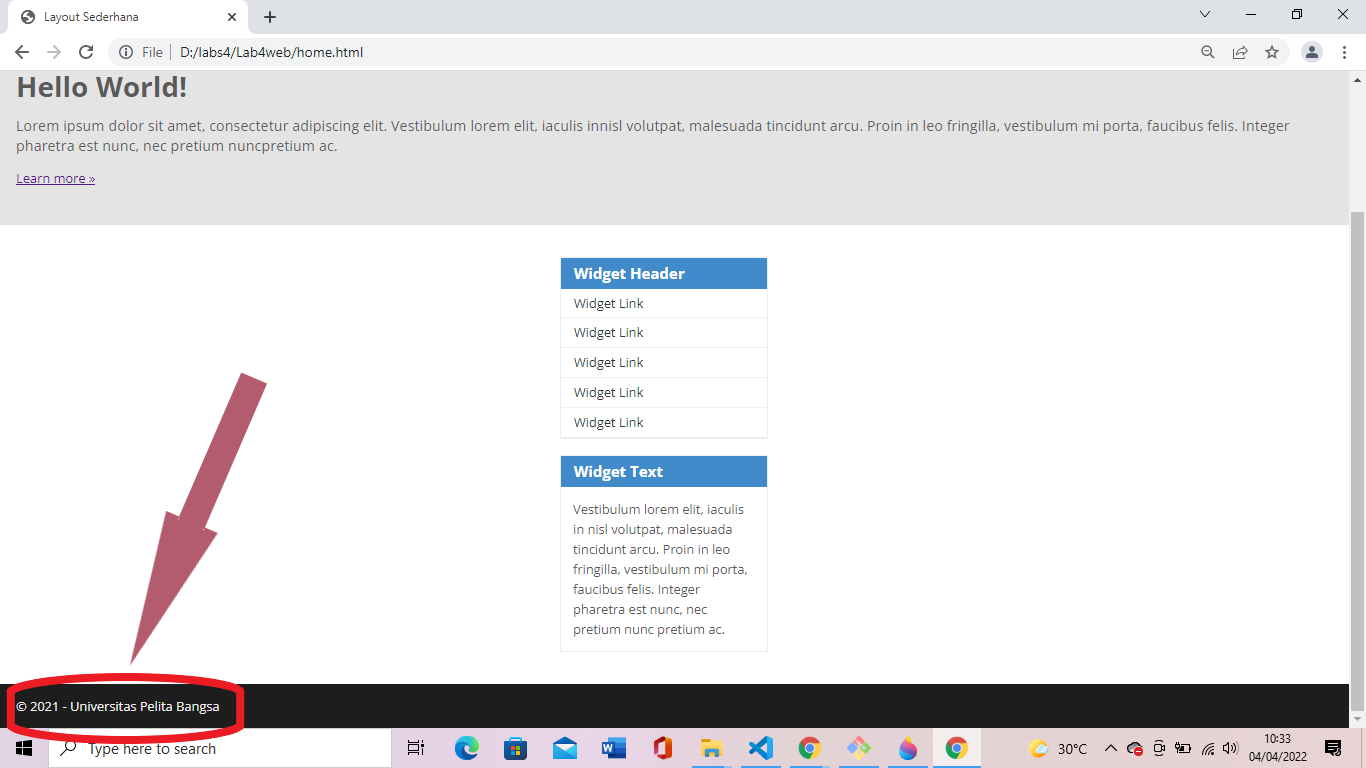 Layout Sederhana
File
D:/labs4/Lab4web/home.html
Hello World!
Lorem ipsum dolor sit amet, consectetur adipiscing elit. Vestibulum lorem elit, iaculis innisl volutpat, malesuada tincidunt arcu. Proin in leo fringilla, vestibulum mi porta, faucibus felis. Integer
pharetra est nunc, nec pretium nuncpretium ac.
Learn more »
Widget Header
Widget Link
Widget Link
Widget Link
Widget Link
Widget Link
Widget Text
Vestibulum lorem elit, iaculis
in nisl volutpat, malesuada
tincidunt arcu. Proin in leo
fringilla, vestibulum mi porta,
faucibus felis. Integer
pharetra est nunc, nec
pretium nunc pretium ac.
© 2021 - Universitas Pelita Bangsa
Type here to search
30°C
10:33
04/04/2022